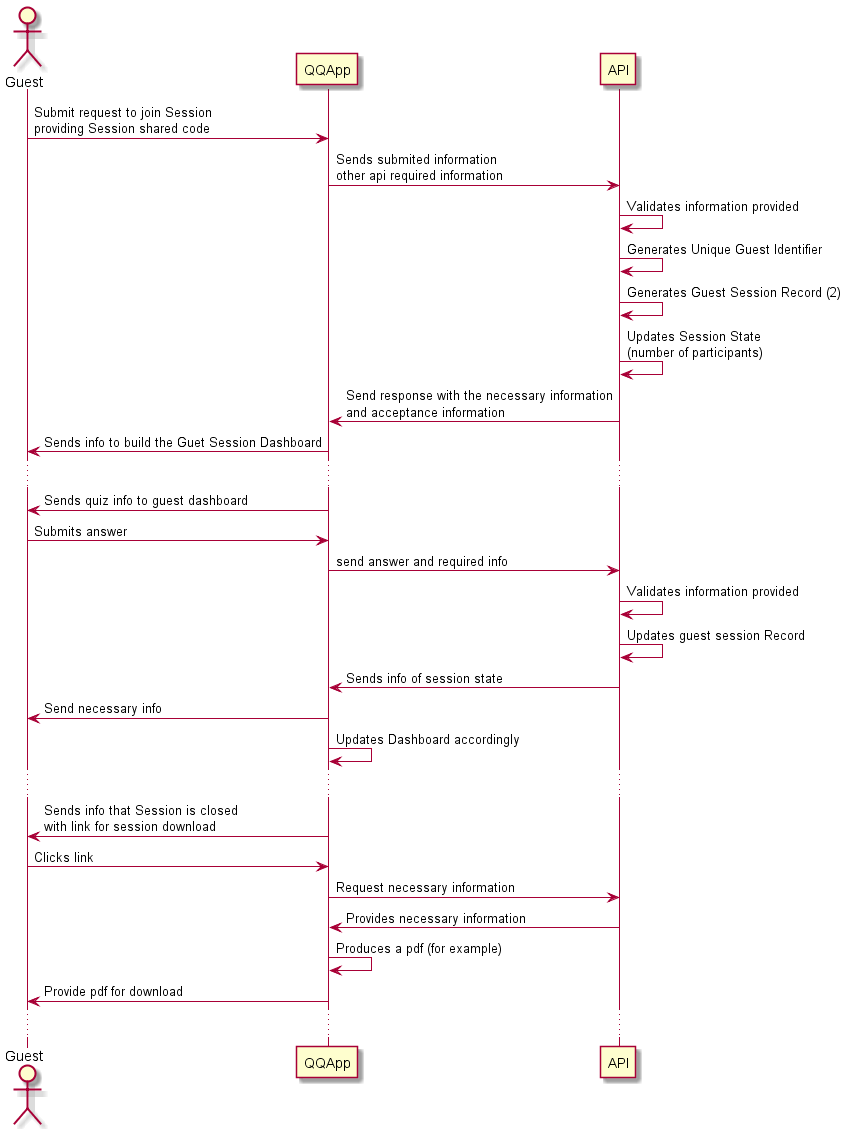 Guest
QQApp
API
Submit request to join Session
providing Session shared code
Sends submited information
other api required information
Validates information provided
Generates Unique Guest Identifier
Generates Guest Session Record (2)
Updates Session State
(number of participants)
Send response with the necessary information
and acceptance information
Sends info to build the Guet Session Dashboard
Sends quiz info to guest dashboard
Submits answer
send answer and required info
Validates information provided
Updates guest session Record
Sends info of session state
Send necessary info
Updates Dashboard accordingly
Sends info that Session is closed
with link for session download
Clicks link
Request necessary information
Provides necessary information
Produces a pdf (for example)
Provide pdf for download
Guest
QQApp
API